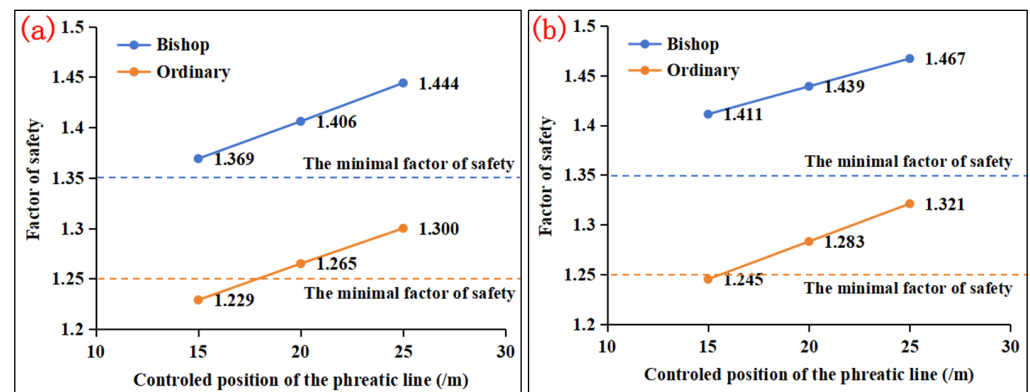 (a)
1.5
1.45
1.4
1.35
1.3
1.25
1.2
Factor of safety
Bishop
Ordinary
1.444
1.406
1.369
The minimal factor of safety
1.300
1.265
1.229
The minimal factor of safety
10 15 20 25 30
Controled position of the phreatic line (/m)
(b)
1.5
1.45
1.4
1.35
1.3
1.25
1.2
Factor of safety
Bishop
Ordinary
1.467
1.439
1.411
The minimal factor of safety
1.321
1.283
1.245
The minimal factor of safety
10 15 20 25 30
Controled position of the phreatic line (/m)